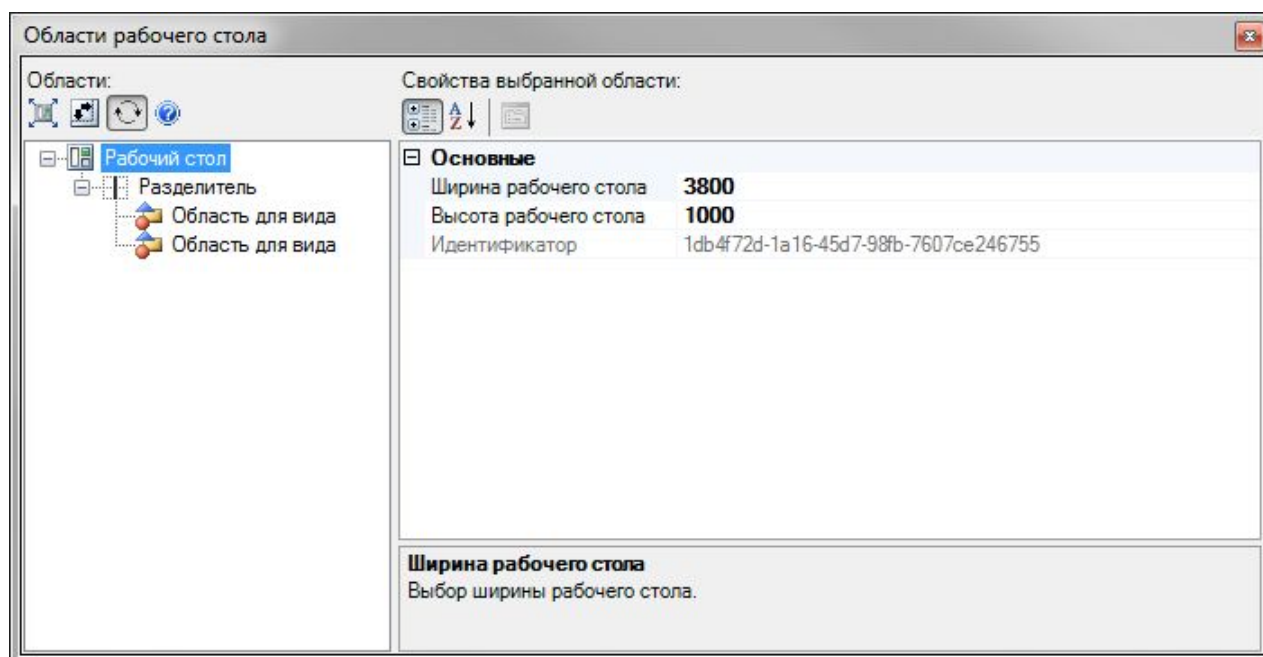 Области рабочего стола
Области:
Рабочий стол
Разделитель
Область для вида
Область для вида
Свойства выбранной области:
Основные
Ширина рабочего стола 3800
Высота рабочего стола 1000
Идентификатор 1db4f72d-1a16-45d7-98fb-7607ce246755
Ширина рабочего стола
Выбор ширины рабочего стола.